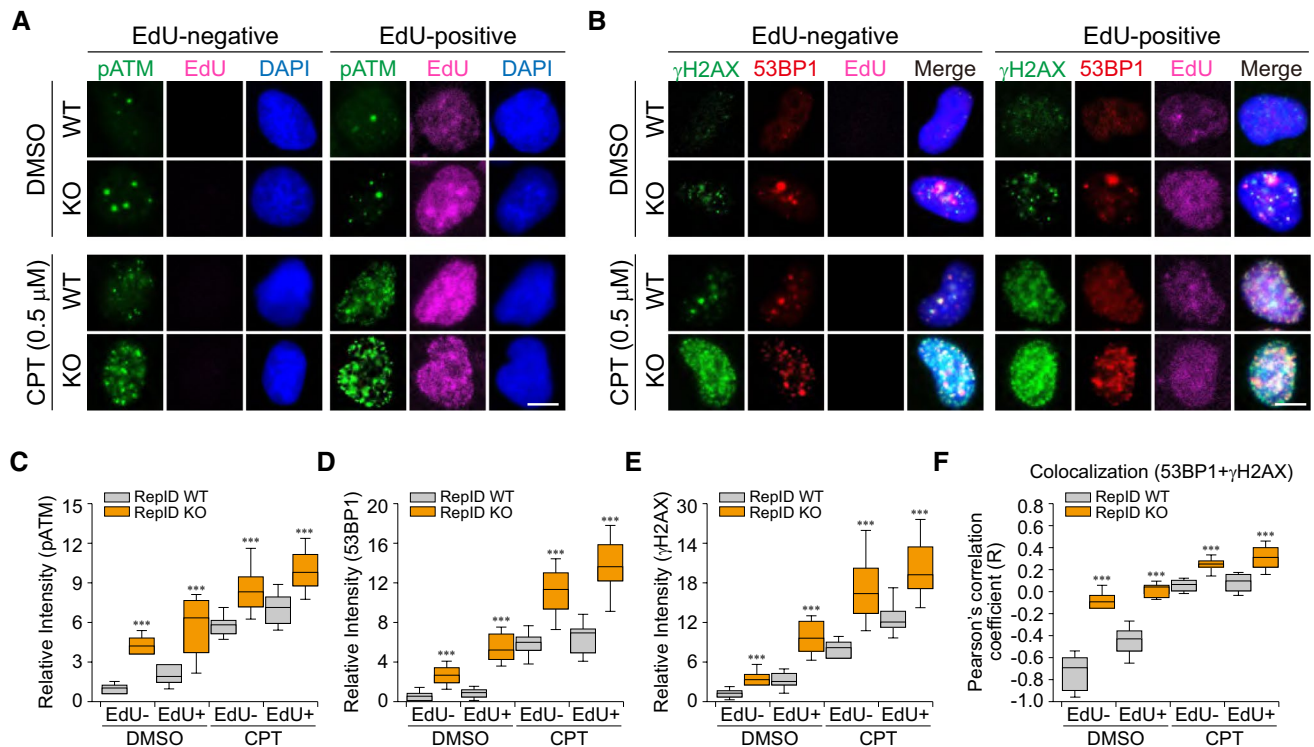 A
EdU-negative EdU-positive
pATM EdU DAPI pATM EdU DAPI
DMSO
WT
KO
CPT (0.5 μM)
WT
KO
B
EdU-negative EdU-positive
γH2AX 53BP1 EdU Merge γH2AX 53BP1 EdU Merge
DMSO
WT
KO
CPT (0.5 μM)
WT
KO
C
RepID WT
RepID KO
Relative Intensity (pATM)
15
12
9
6
3
0
*** *** *** ***
EdU- EdU+ EdU- EdU+
DMSO CPT
D
RepID WT
RepID KO
Relative Intensity (53BP1)
20
16
12
8
4
0
*** *** *** ***
EdU- EdU+ EdU- EdU+
DMSO CPT
E
RepID WT
RepID KO
Relative Intensity (γH2AX)
30
14
18
12
6
0
*** *** *** ***
EdU- EdU+ EdU- EdU+
DMSO CPT
F
Colocalization (53BP1+γH2AX)
RepID WT
RepID KO
Pearson's correlation
coefficient (R)
0.8
0.6
0.4
0.2
0.0
-0.4
-0.6
-0.8
-0.8
-1.0
*** *** *** ***
EdU- EdU+ EdU- EdU+
DMSO CPT